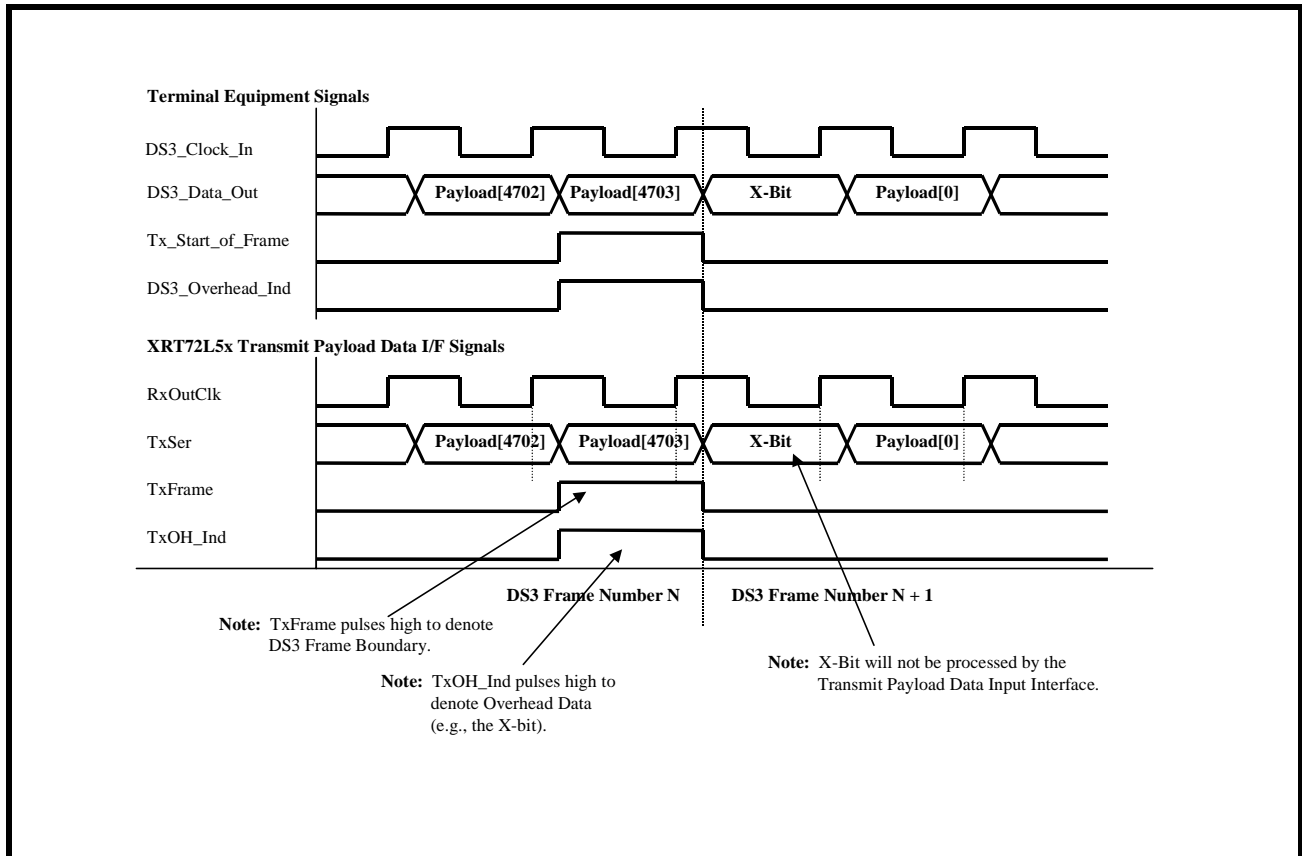 Terminal Equipment Signals
DS3_Clock_In
DS3_Data_Out Payload[4702] Payload[4703] X-Bit Payload[0]
Tx_Start_of_Frame
DS3_Overhead_Ind
XRT72L5x Transmit Payload Data I/F Signals
RxOutClk
TxSer Payload[4702] Payload[4703] X-Bit Payload[0]
TxFrame
TxOH_Ind
DS3 Frame Number N DS3 Frame Number N + 1
Note: TxFrame pulses high to denote
DS3 Frame Boundary.
Note: X-Bit will not be processed by the
Transmit Payload Data Input Interface.
Note: TxOH_Ind pulses high to
denote Overhead Data
(e.g., the X-bit).